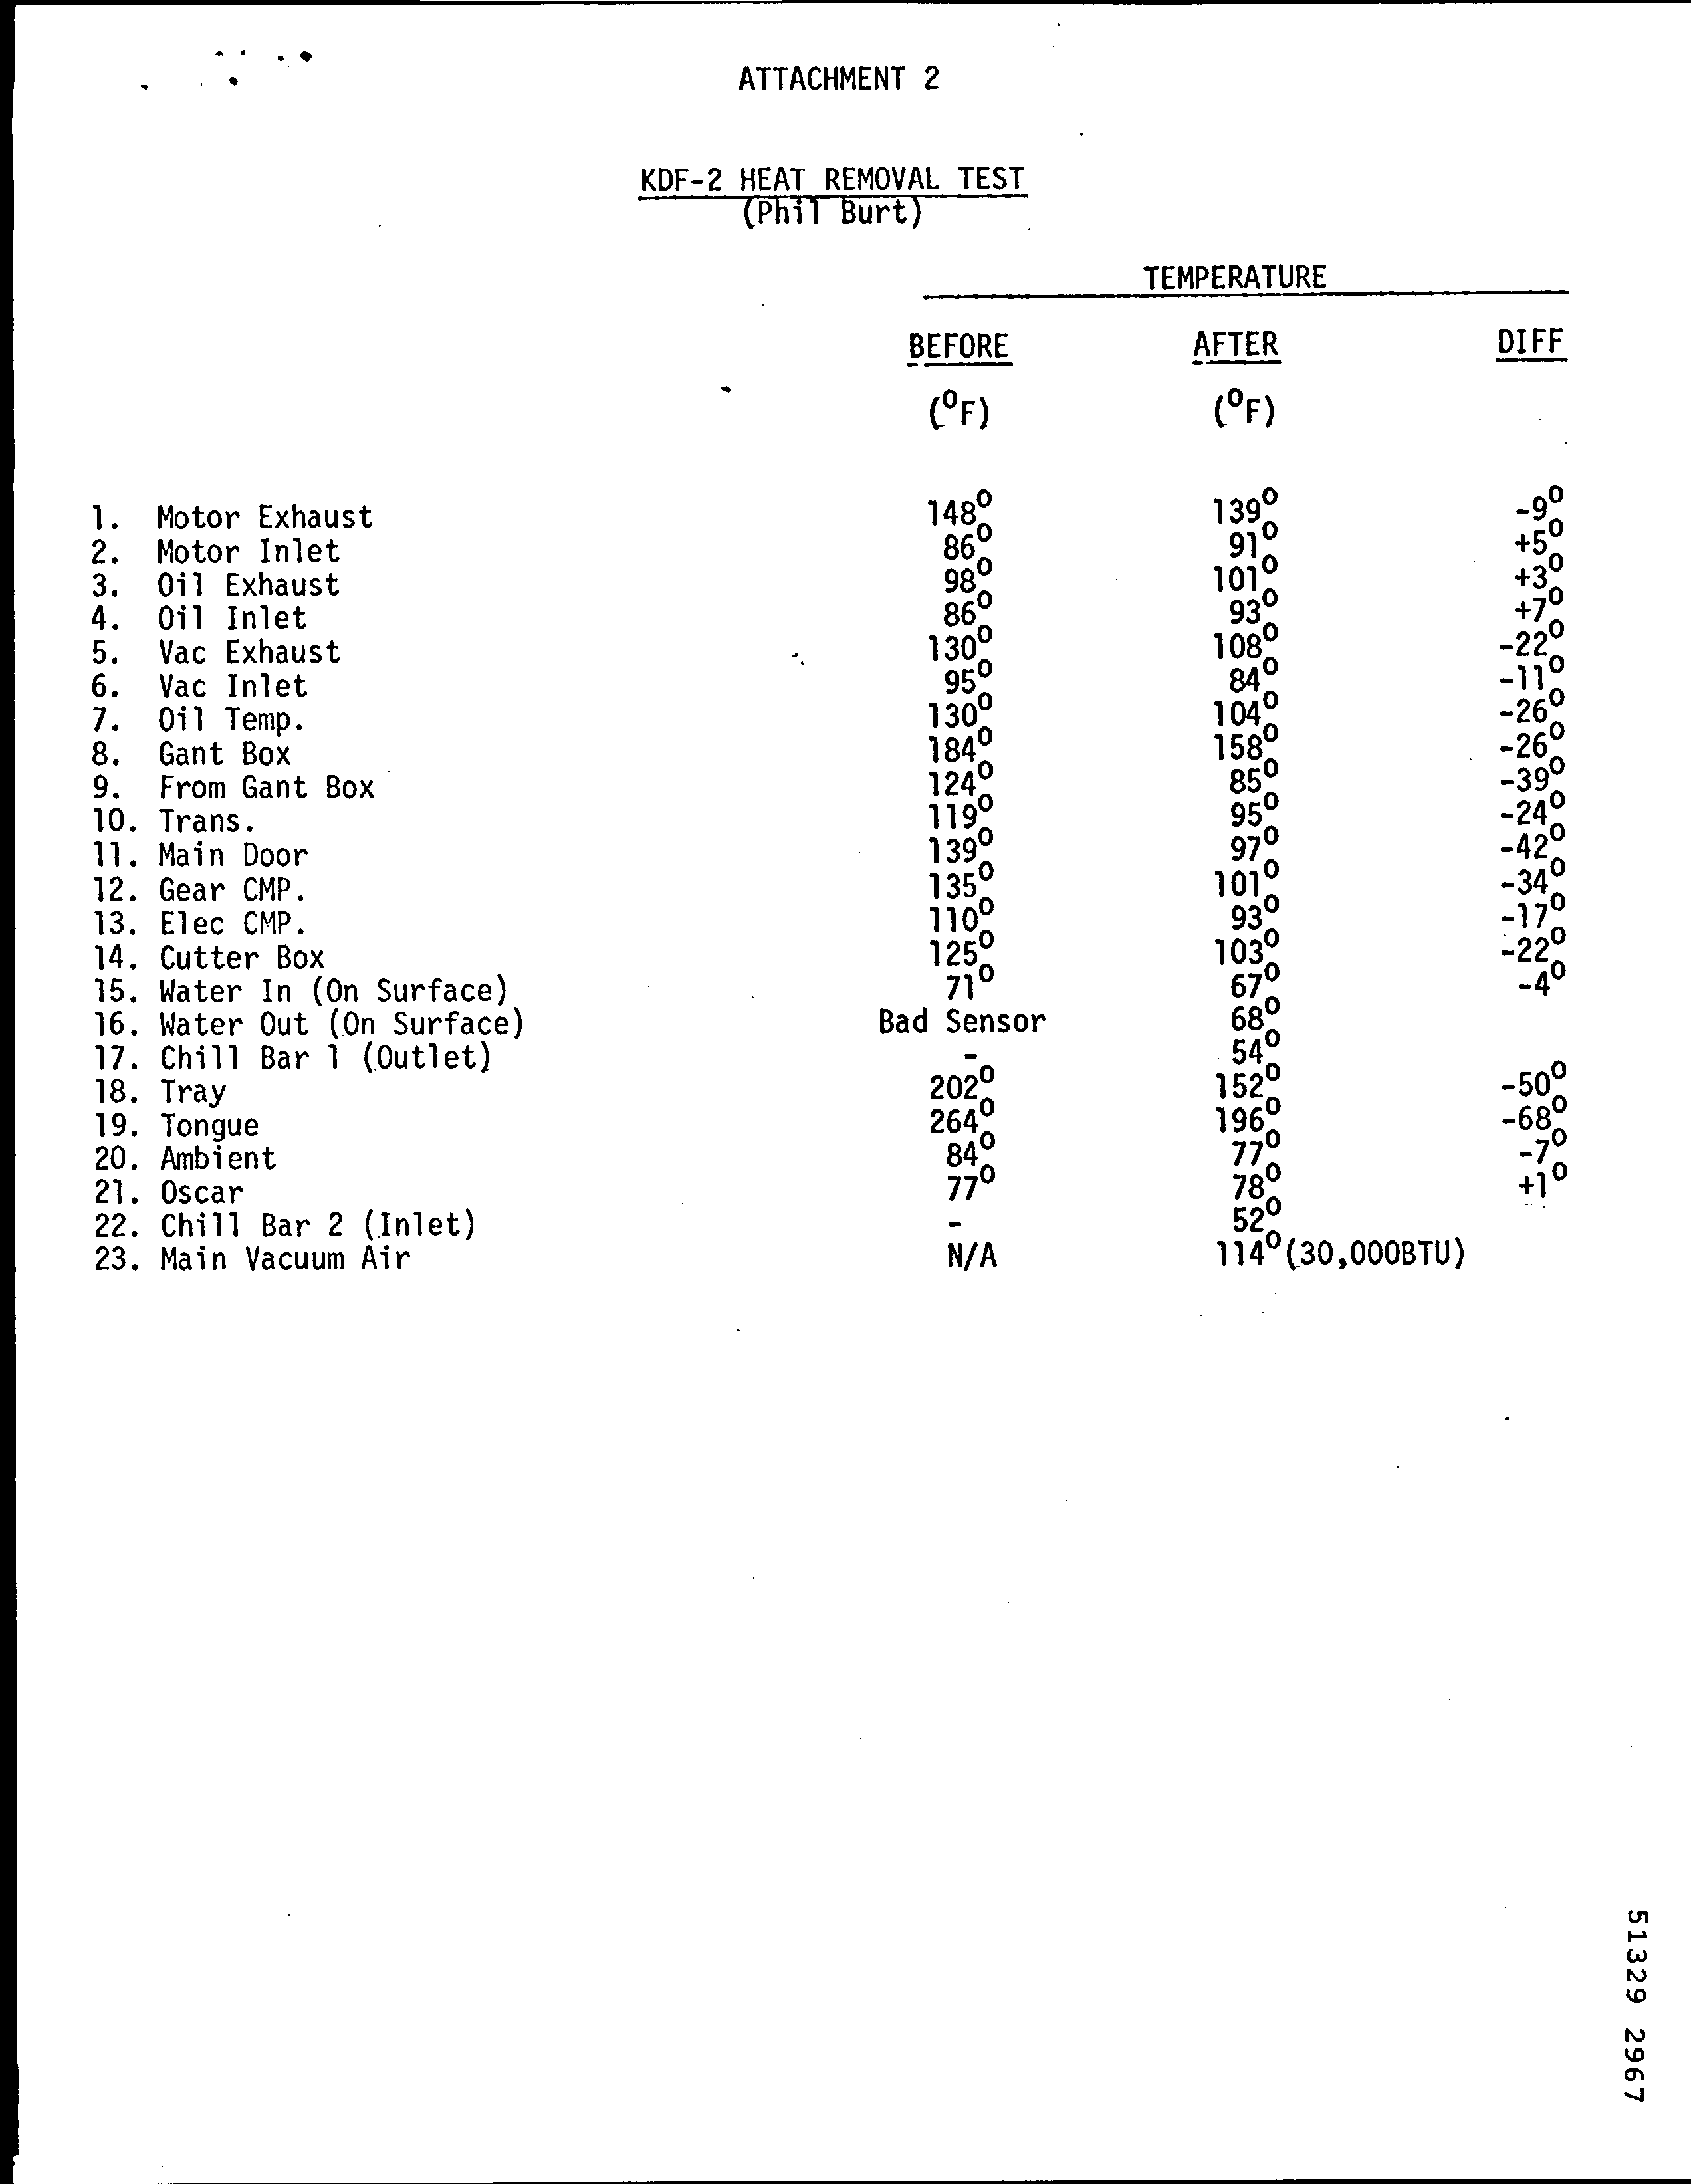 ATTACHMENT 2
KDF-2 HEAT REMOVAL TEST
(Phil Burt)
TEMPERATURE
BEFORE AFTER DIFF
(°F) (°F)
1. Motor Exhaust 148° 139° -9°
2. Motor Inlet 86° 91° +5°
3. Oil Exhaust 98° 101° +3°
4. Oil Inlet 86° 93° +7°
5. Vac Exhaust 130° 108° -22°
6. Vac Inlet 95° 84° -11°
7. Oil Temp. 130° 104° -26°
8. Gant Box 184° 158° -26°
9. From Gant Box 124° 85° -39°
10. Trans. 119° 95° -24°
11. Main Door 139° 97° -42°
12. Gear CMP. 135° 101° -34°
13. Elec CMP. 110° 93° -17°
14. Cutter Box 125° 103° -22°
15. Water In (On Surface) 71° 67° -4°
16. Water Out (On Surface) Bad Sensor 68°
17. Chill Bar 1 (Outlet) - 54°
18. Tray 202° 152° -50°
19. Tongue 264° 196° -68°
20. Ambient 84° 77° -7°
21. Oscar 77° 78° +1°
22. Chill Bar 2 (Inlet) - 52°
23. Main Vacuum Air N/A 114° (30,000BTU)
51329 2967